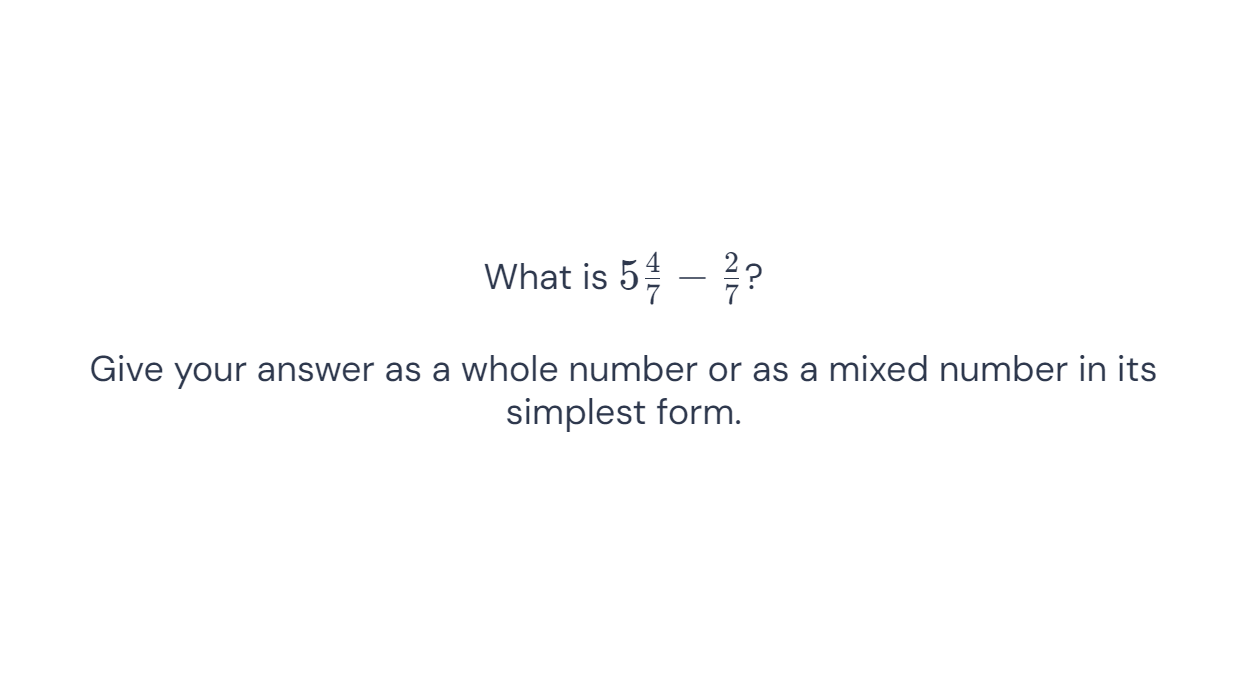 What is $5\frac{4}{7} - \frac{2}{7}$?
Give your answer as a whole number or as a mixed number in its
simplest form.